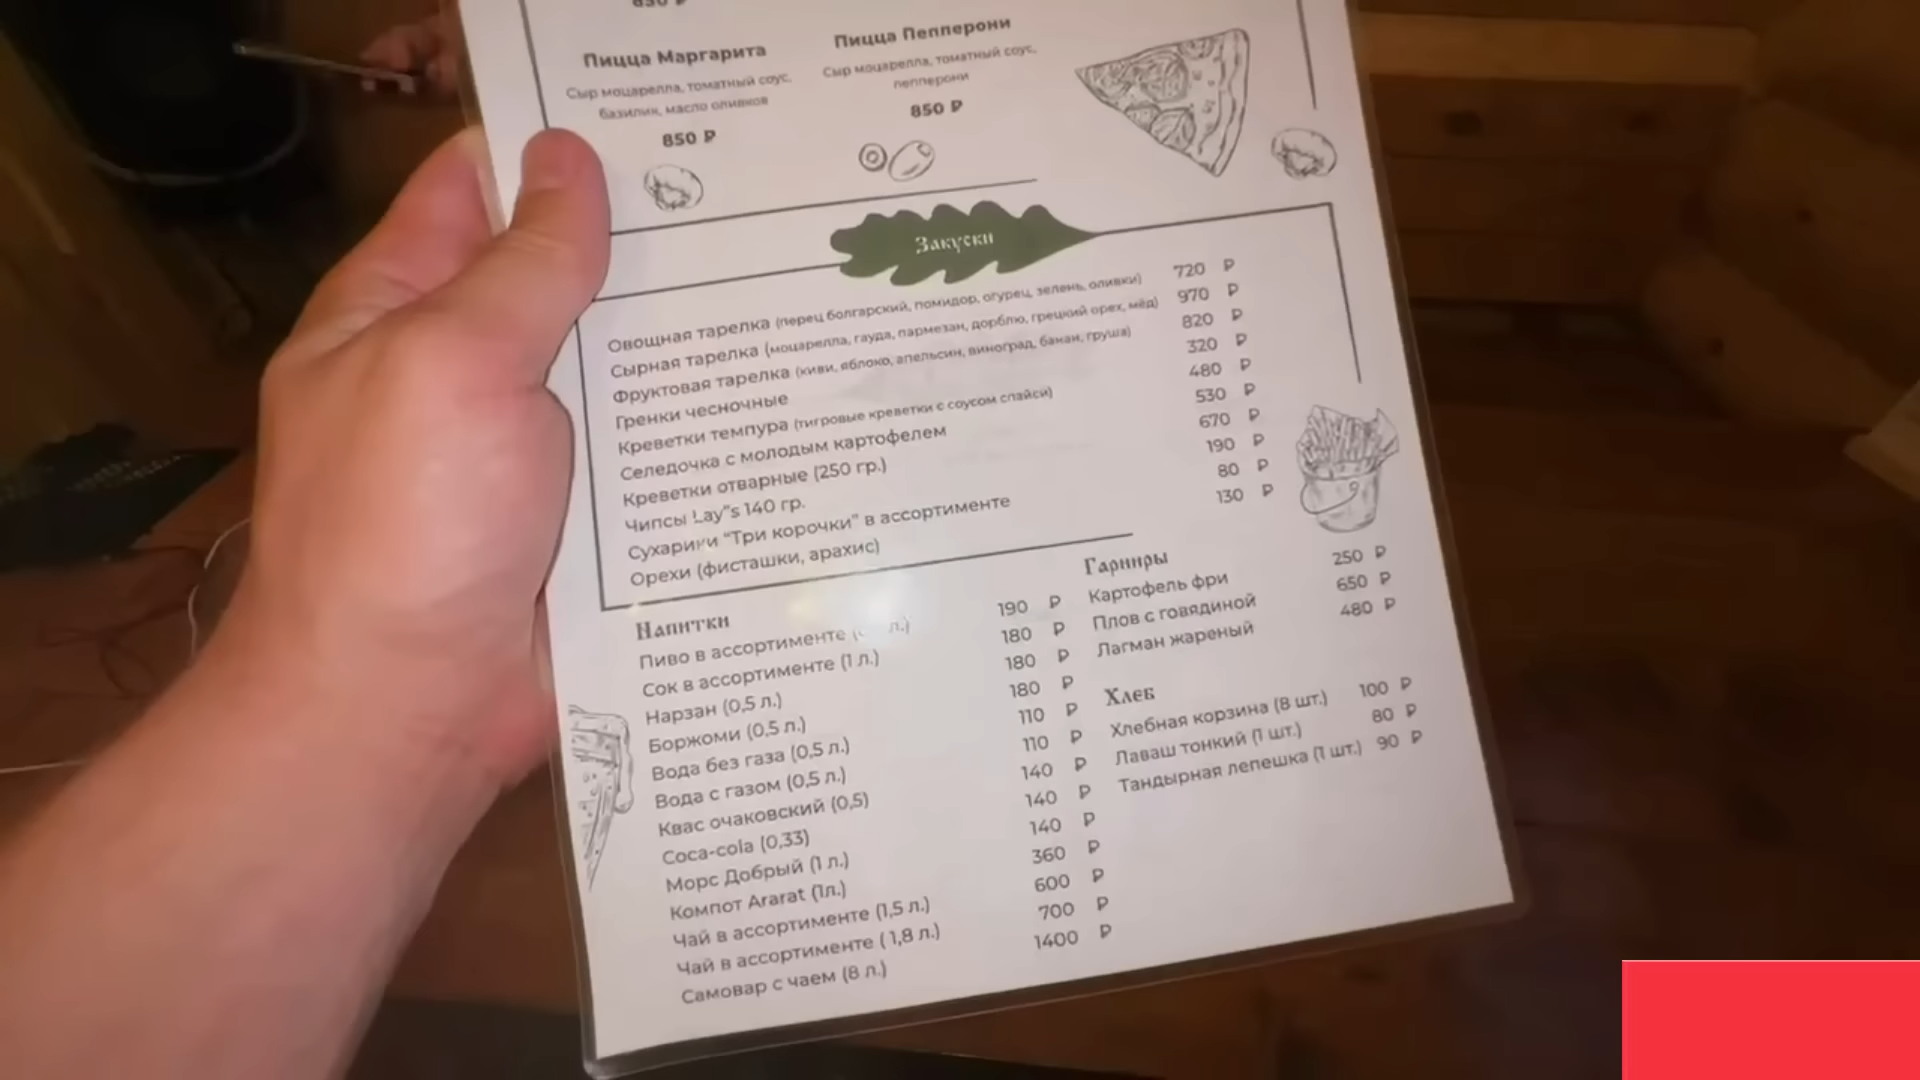 850 ₽
Пицца Маргарита
Сыр моцарелла, томатный соус,
базилик, масло оливков
850 ₽
Пицца Пепперони
Сыр моцарелла, томатный соус,
пепперони
850 ₽
Закуски
Овощная тарелка (перец болгарский, помидор, огурец, зелень, оливки) 720 ₽
Сырная тарелка (моцарелла, гауда, пармезан, дорблю, грецкий орех, мёд) 970 ₽
Фруктовая тарелка (киви, яблоко, апельсин, виноград, банан, груша) 820 ₽
Гренки чесночные 320 ₽
Креветки темпура (тигровые креветки с соусом спайси) 480 ₽
Селедочка с молодым картофелем 530 ₽
Креветки отварные (250 гр.) 670 ₽
Чипсы Lay"s 140 гр. 190 ₽
Сухарики "Три корочки" в ассортименте 80 ₽
Орехи (фисташки, арахис) 130 ₽
Напитки
Пиво в ассортименте ( л.) 190 ₽
Сок в ассортименте (1 л.) 180 ₽
Нарзан (0,5 л.) 180 ₽
Боржоми (0,5 л.) 180 ₽
Вода без газа (0,5 л.) 110 ₽
Вода с газом (0,5 л.) 110 ₽
Квас очаковский (0,5) 140 ₽
Coca-cola (0,33) 140 ₽
Морс Добрый (1 л.) 140 ₽
Компот Ararat (1л.) 360 ₽
Чай в ассортименте (1,5 л.) 600 ₽
Чай в ассортименте ( 1,8 л.) 700 ₽
Самовар с чаем (8 л.) 1400 ₽
Гарниры
Картофель фри 250 ₽
Плов с говядиной 650 ₽
Лагман жареный 480 ₽
Хлеб
Хлебная корзина (8 шт.) 100 ₽
Лаваш тонкий (1 шт.) 80 ₽
Тандырная лепешка (1 шт.) 90 ₽